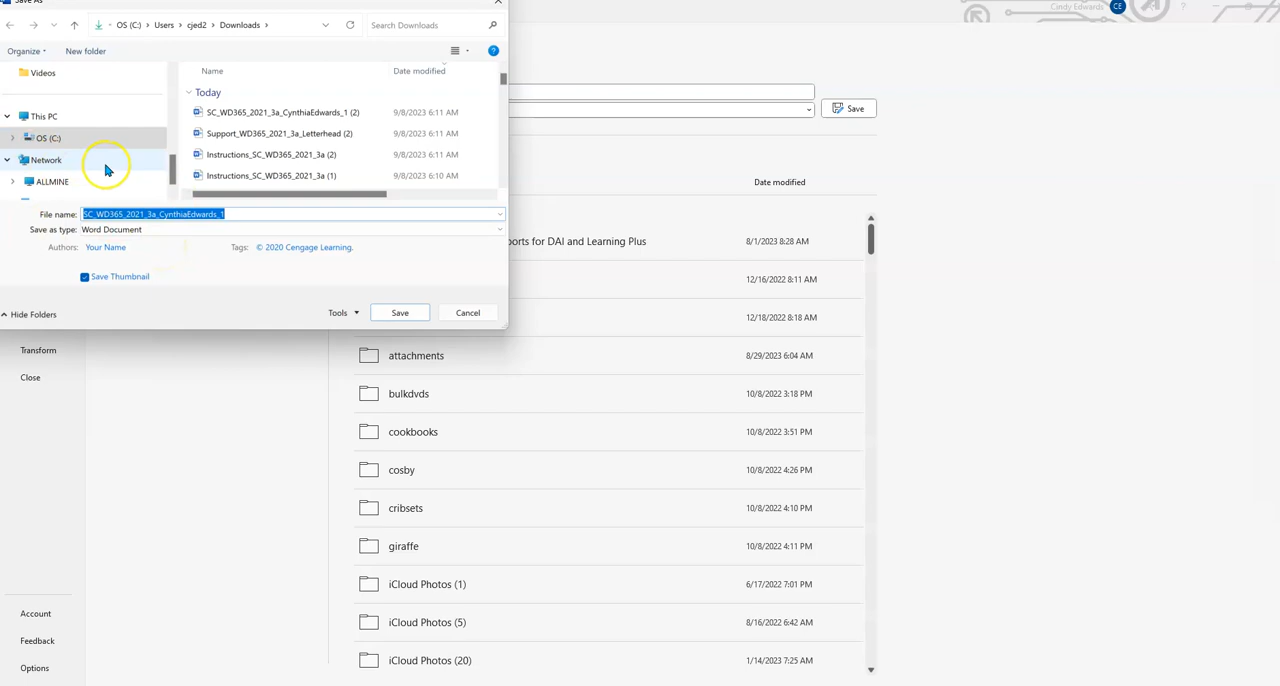 Save As
OS (C:) › Users › cjed2 › Downloads ›
Search Downloads
Organize
New folder
Videos
This PC
OS (C:)
Network
ALLMINE
Name
Date modified
Today
SC_WD365_2021_3a_CynthiaEdwards_1 (2)
9/8/2023 6:11 AM
Support_WD365_2021_3a_Letterhead (2)
9/8/2023 6:11 AM
Instructions_SC_WD365_2021_3a (2)
9/8/2023 6:11 AM
Instructions_SC_WD365_2021_3a (1)
9/8/2023 6:10 AM
File name: SC_WD365_2021_3a_CynthiaEdwards_1
Save as type: Word Document
Authors: Your Name
Tags: © 2020 Cengage Learning.
Save Thumbnail
Hide Folders
Tools
Save
Cancel
Cindy Edwards
CE
?
Save
Date modified
ports for DAI and Learning Plus
8/1/2023 8:28 AM
12/16/2022 8:11 AM
12/18/2022 8:18 AM
attachments
8/29/2023 6:04 AM
bulkdvds
10/8/2022 3:18 PM
cookbooks
10/8/2022 3:51 PM
cosby
10/8/2022 4:26 PM
cribsets
10/8/2022 4:10 PM
giraffe
10/8/2022 4:11 PM
iCloud Photos (1)
6/17/2022 7:01 PM
iCloud Photos (5)
8/16/2022 6:42 AM
iCloud Photos (20)
1/14/2023 7:25 AM
Transform
Close
Account
Feedback
Options